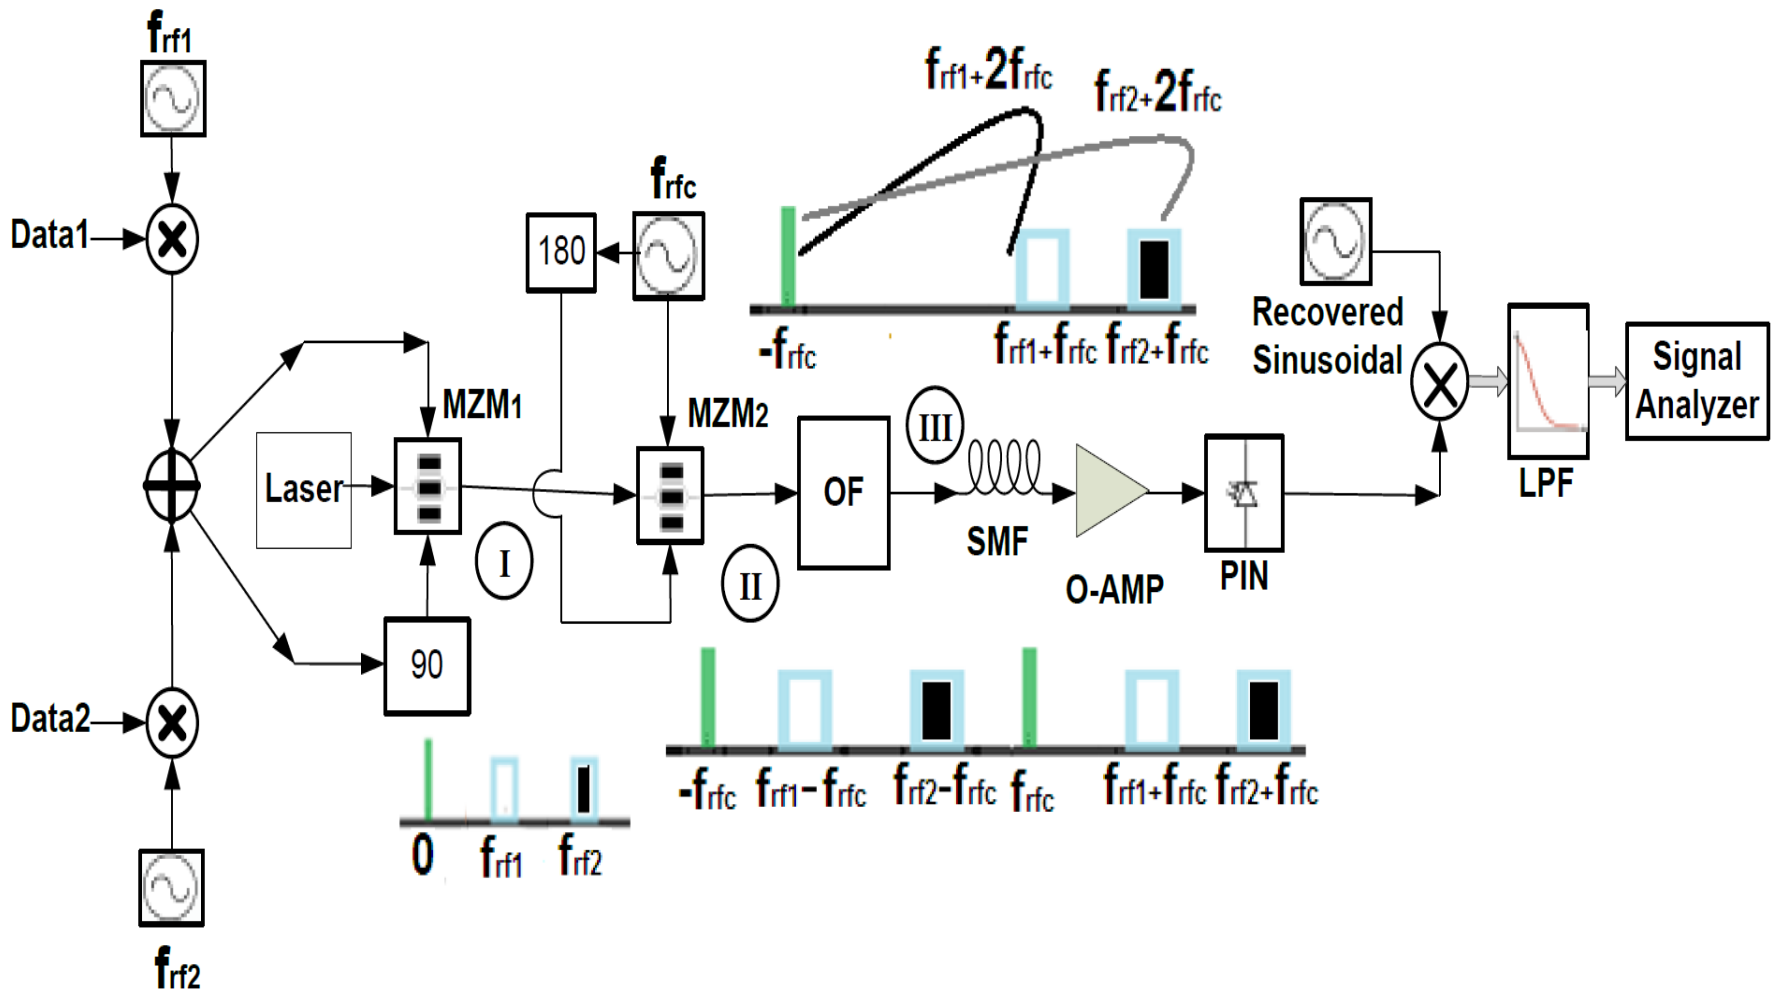 frf1
frf1+2frfc
frf2+2frfc
frfc
Data1
180
-frfc
frf1+frfc
frf2+frfc
Recovered
Sinusoidal
Signal
Analyzer
LPF
MZM1
MZM2
Laser
OF
III
SMF
O-AMP
PIN
I
II
90
Data2
0
frf1
frf2
-frfc
frf1-frfc
frf2-frfc
frfc
frf1+frfc
frf2+frfc
frf2